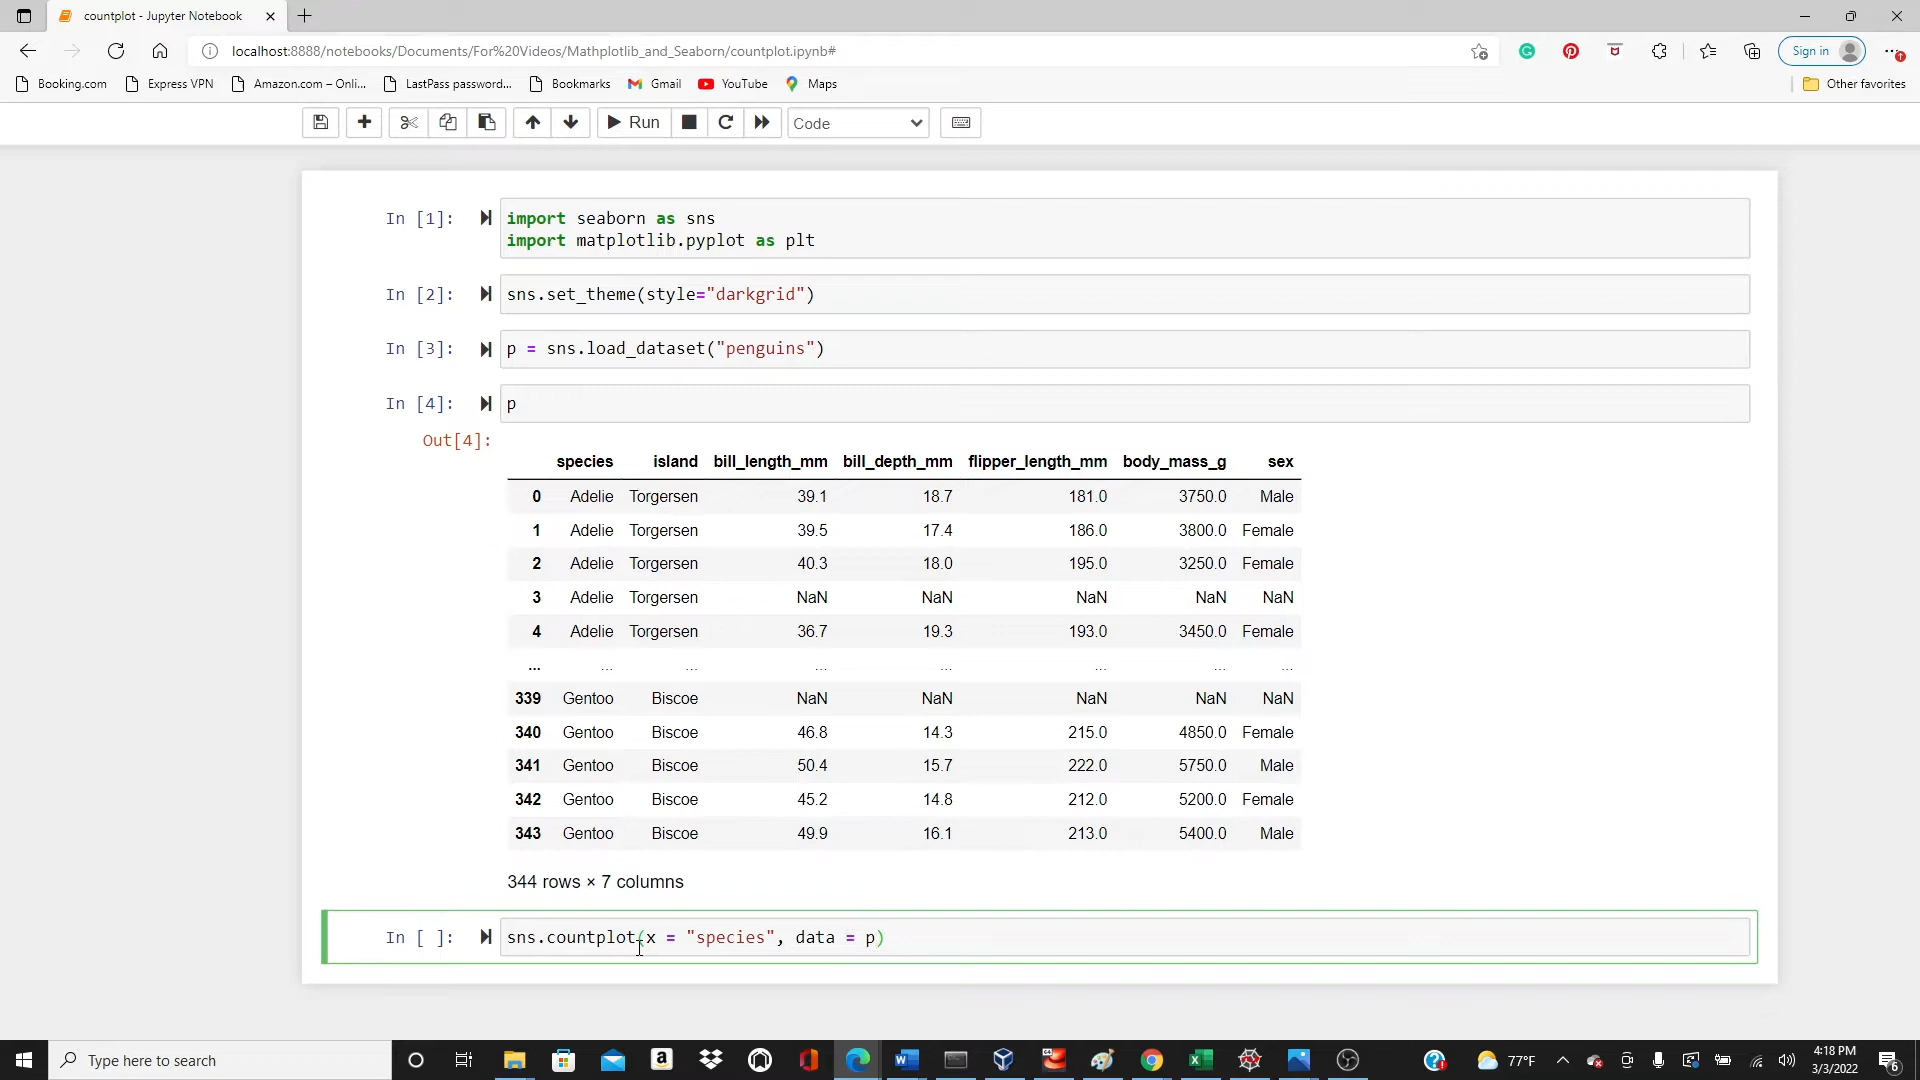 countplot - Jupyter Notebook
localhost:8888/notebooks/Documents/For%20Videos/Mathplotlib_and_Seaborn/countplot.ipynb#
Sign in
Booking.com
Express VPN
Amazon.com – Onli...
LastPass password...
Bookmarks
Gmail
YouTube
Maps
Other favorites
Run
Code
In [1]: import seaborn as sns
import matplotlib.pyplot as plt
In [2]: sns.set_theme(style="darkgrid")
In [3]: p = sns.load_dataset("penguins")
In [4]: p
Out[4]:
species island bill_length_mm bill_depth_mm flipper_length_mm body_mass_g sex
0 Adelie Torgersen 39.1 18.7 181.0 3750.0 Male
1 Adelie Torgersen 39.5 17.4 186.0 3800.0 Female
2 Adelie Torgersen 40.3 18.0 195.0 3250.0 Female
3 Adelie Torgersen NaN NaN NaN NaN NaN
4 Adelie Torgersen 36.7 19.3 193.0 3450.0 Female
... ... ... ... ... ... ... ...
339 Gentoo Biscoe NaN NaN NaN NaN NaN
340 Gentoo Biscoe 46.8 14.3 215.0 4850.0 Female
341 Gentoo Biscoe 50.4 15.7 222.0 5750.0 Male
342 Gentoo Biscoe 45.2 14.8 212.0 5200.0 Female
343 Gentoo Biscoe 49.9 16.1 213.0 5400.0 Male
344 rows × 7 columns
In [ ]: sns.countplot(x = "species", data = p)
Type here to search
77°F
4:18 PM
3/3/2022
6